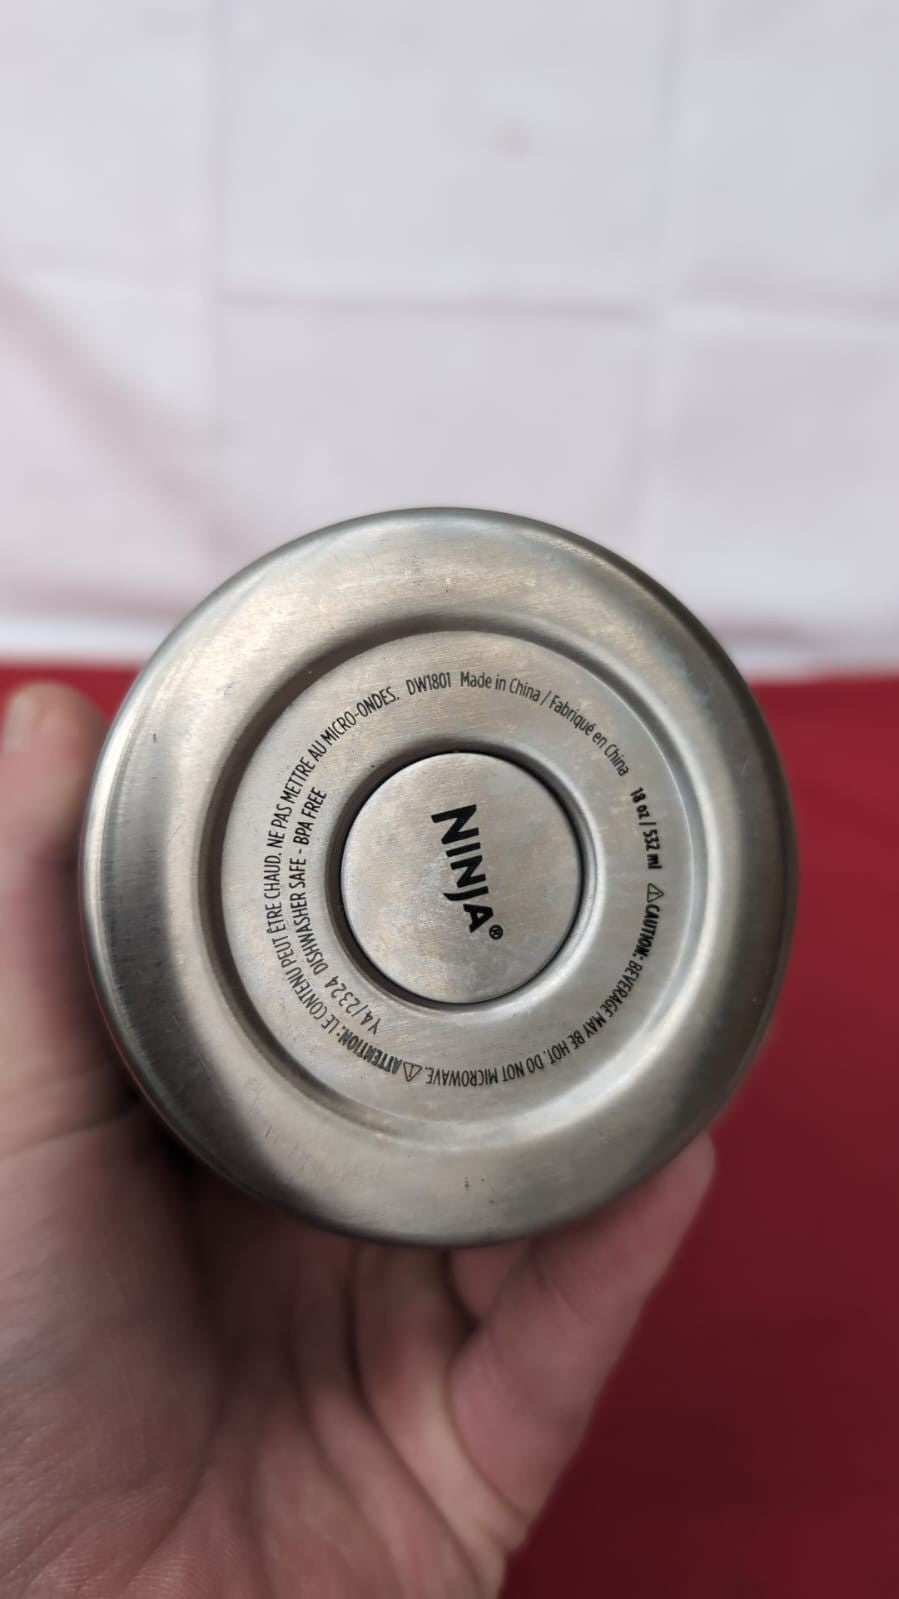 NINJA®
18 oz / 532 ml ⚠ CAUTION: BEVERAGE MAY BE HOT. DO NOT MICROWAVE. ⚠ ATTENTION: LE CONTENU PEUT ÊTRE CHAUD. NE PAS METTRE AU MICRO-ONDES. DW1801 Made in China / Fabriqué en China
Y4/2324 DISHWASHER SAFE - BPA FREE